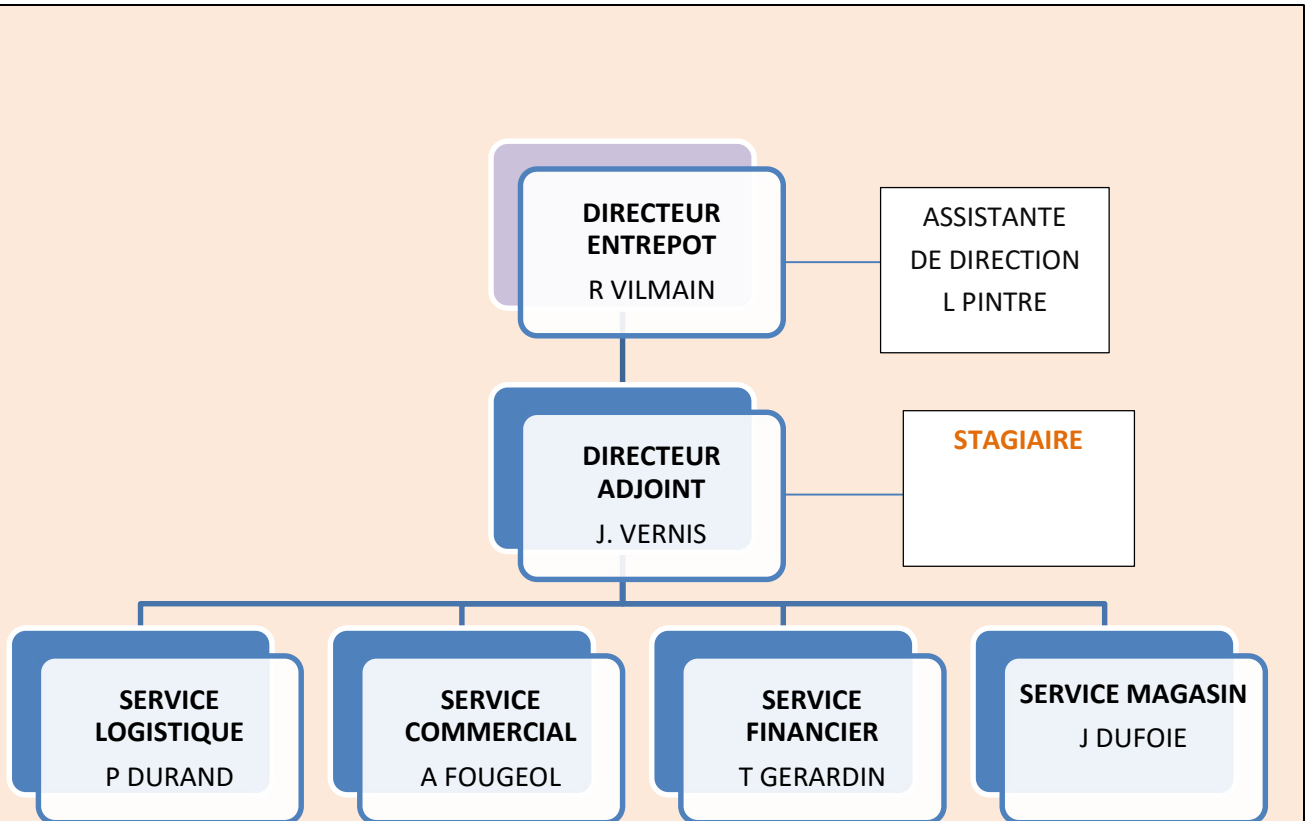 DIRECTEUR
ENTREPOT
R VILMAIN
ASSISTANTE
DE DIRECTION
L PINTRE
DIRECTEUR
ADJOINT
J. VERNIS
STAGIAIRE
SERVICE
LOGISTIQUE
P DURAND
SERVICE
COMMERCIAL
A FOUGEOL
SERVICE
FINANCIER
T GERARDIN
SERVICE MAGASIN
J DUFOIE